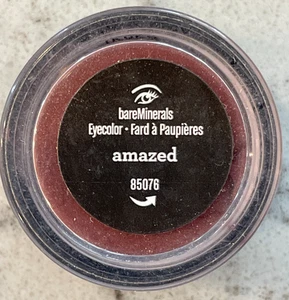 bareMinerals
Eyecolor • Fard à Paupières
amazed
85076